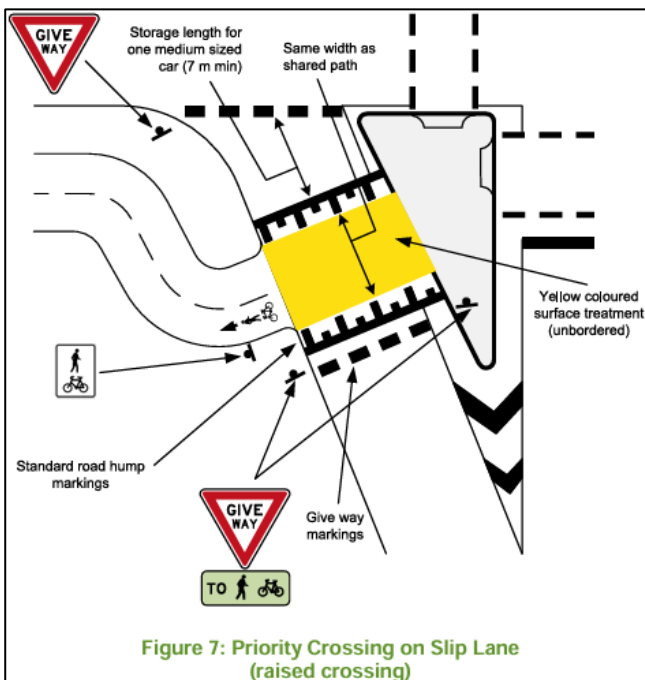 GIVE
WAY
Storage length for
one medium sized
car (7 m min)
Same width as
shared path
Yellow coloured
surface treatment
(unbordered)
Standard road hump
markings
GIVE
WAY
TO
Give way
markings
Figure 7: Priority Crossing on Slip Lane
(raised crossing)